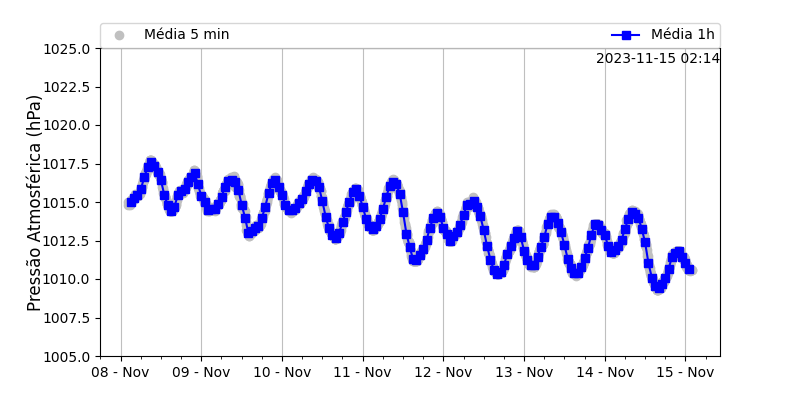 Média 5 min
Média 1h
2023-11-15 02:14
Pressão Atmosférica (hPa)
1025.0
1022.5
1020.0
1017.5
1015.0
1012.5
1010.0
1007.5
1005.0
08 - Nov
09 - Nov
10 - Nov
11 - Nov
12 - Nov
13 - Nov
14 - Nov
15 - Nov